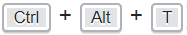 Ctrl + Alt + T